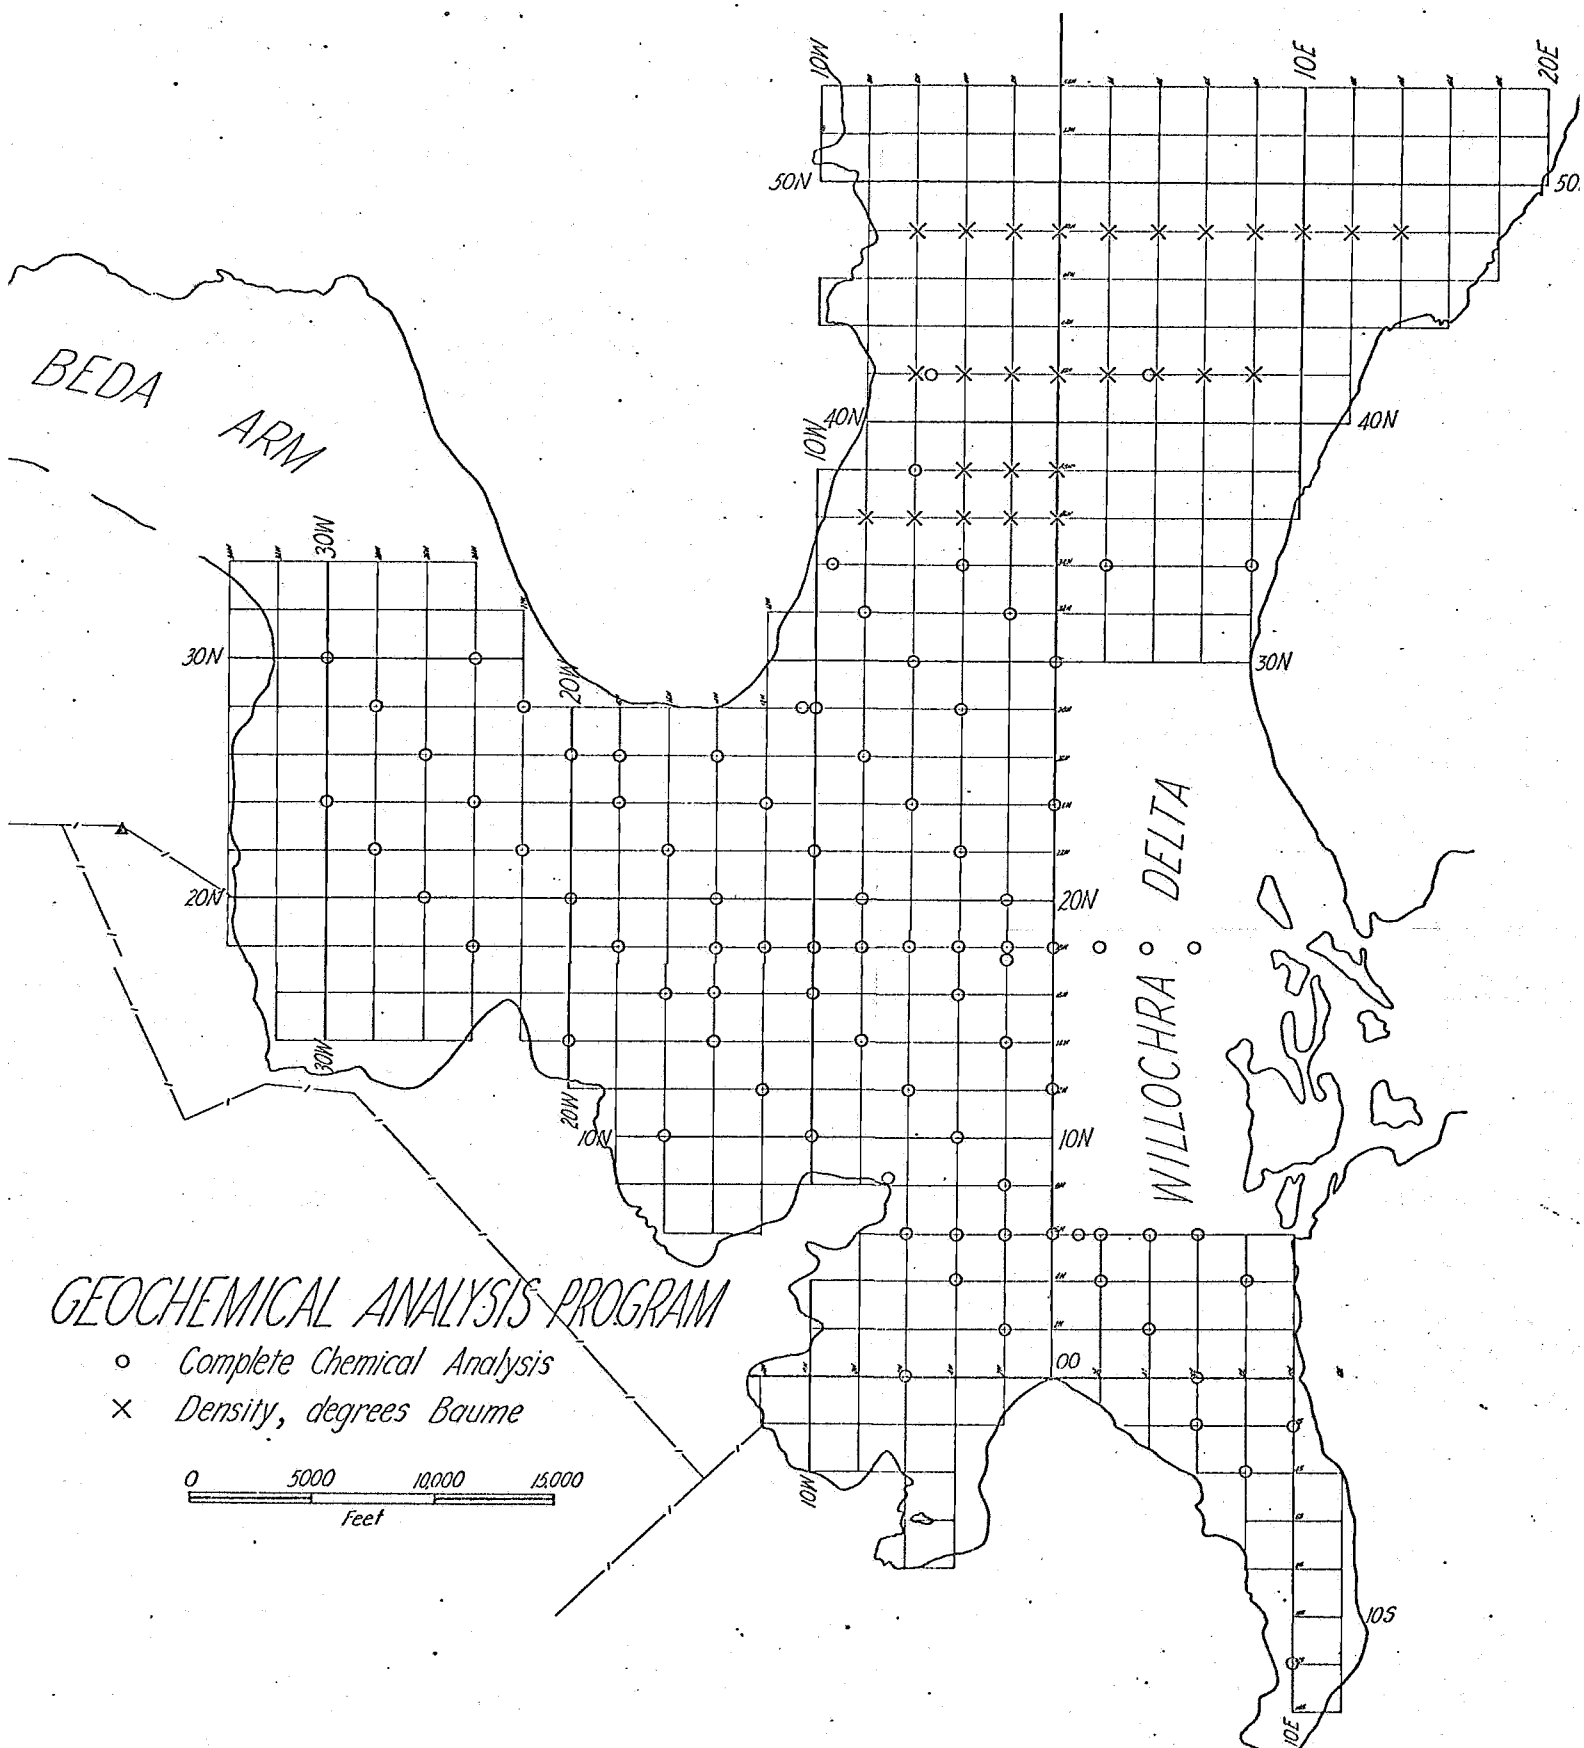 10W
10E
20E
50N
50
BEDA
ARM
40N
40N
10W
30W
30N
30N
20W
WILLOCHRA DELTA
20N
20N
30W
20W
10N
10N
GEOCHEMICAL ANALYSIS PROGRAM
o Complete Chemical Analysis
× Density, degrees Baume
00
0 5000 10,000 15,000
Feet
10W
10S
10E